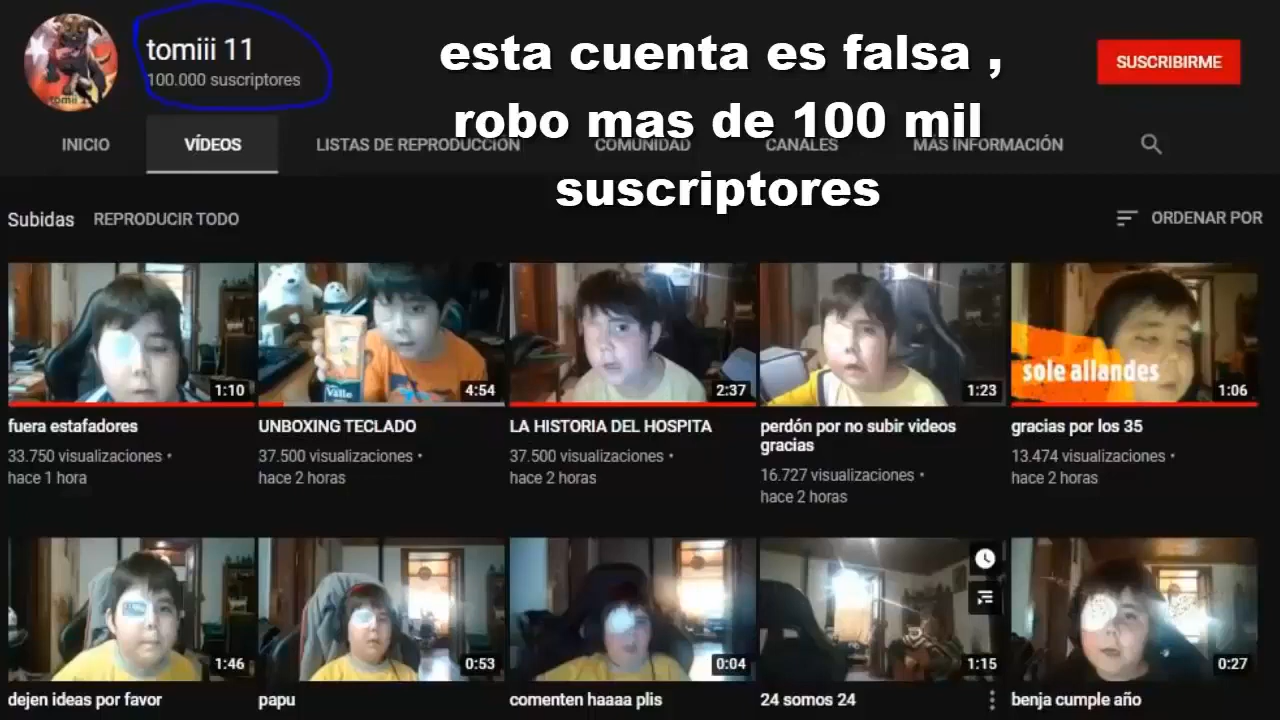 esta cuenta es falsa ,
robo mas de 100 mil
suscriptores
tomiii 11
100.000 suscriptores
SUSCRIBIRME
INICIO
VÍDEOS
LISTAS DE REPRODUCCIÓN
COMUNIDAD
CANALES
MÁS INFORMACIÓN
Subidas
REPRODUCIR TODO
ORDENAR POR
1:10
fuera estafadores
33.750 visualizaciones •
hace 1 hora
Valle
4:54
UNBOXING TECLADO
37.500 visualizaciones •
hace 2 horas
2:37
LA HISTORIA DEL HOSPITA
37.500 visualizaciones •
hace 2 horas
1:23
perdón por no subir videos
gracias
16.727 visualizaciones •
hace 2 horas
sole allandes
1:06
gracias por los 35
13.474 visualizaciones •
hace 2 horas
1:46
dejen ideas por favor
0:53
papu
0:04
comenten haaaa plis
1:15
24 somos 24
0:27
benja cumple año